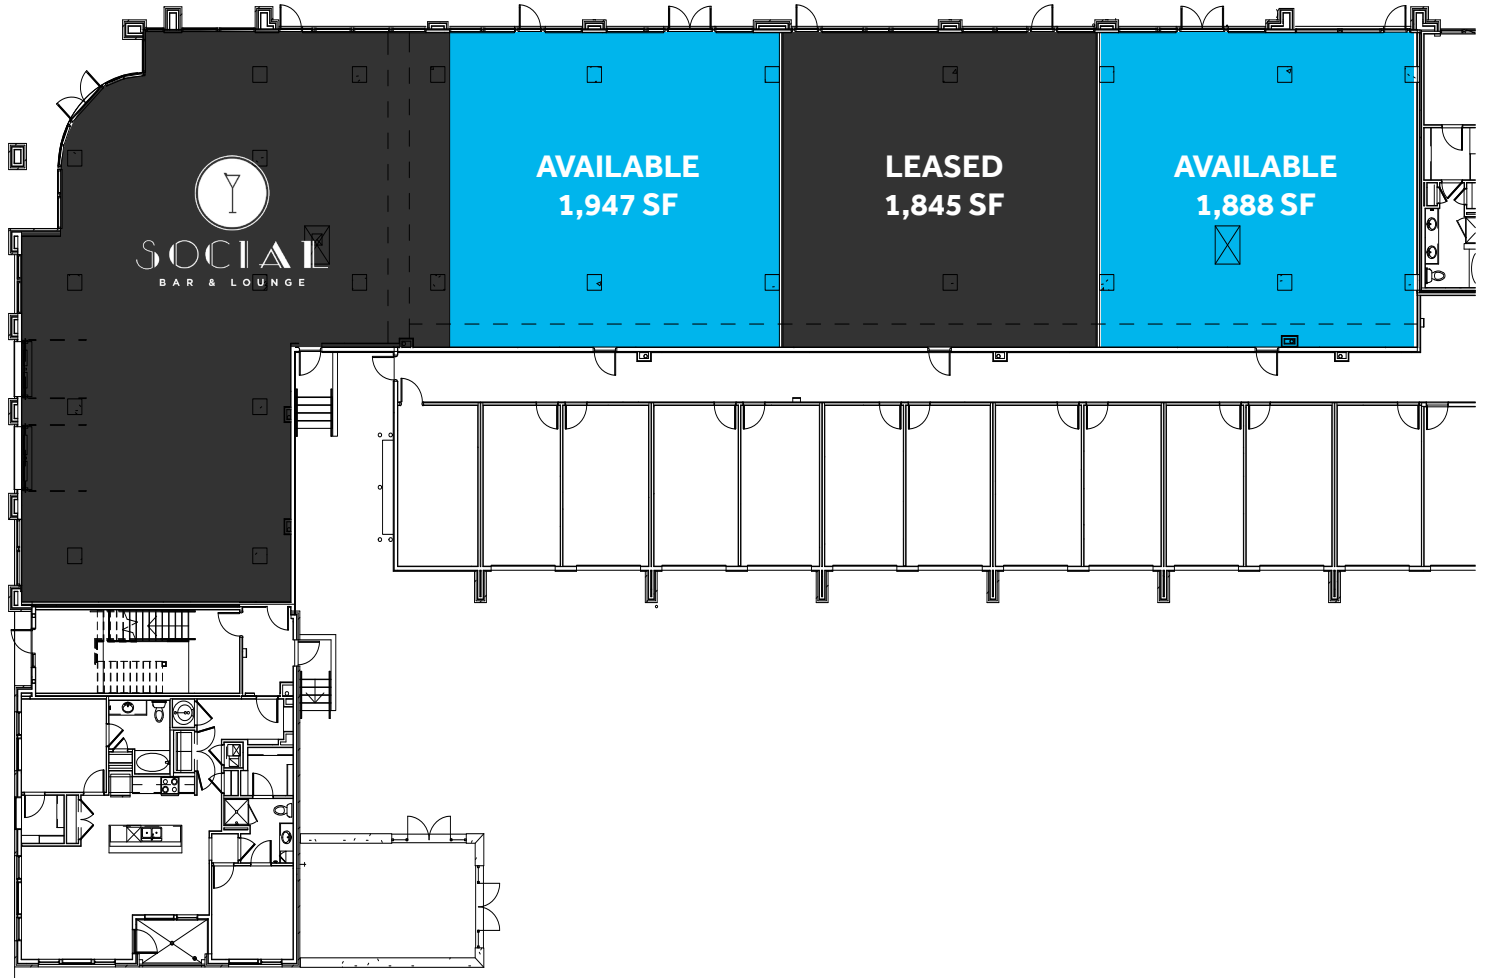 AVAILABLE
1,947 SF
LEASED
1,845 SF
AVAILABLE
1,888 SF
SOCIAL
BAR & LOUNGE